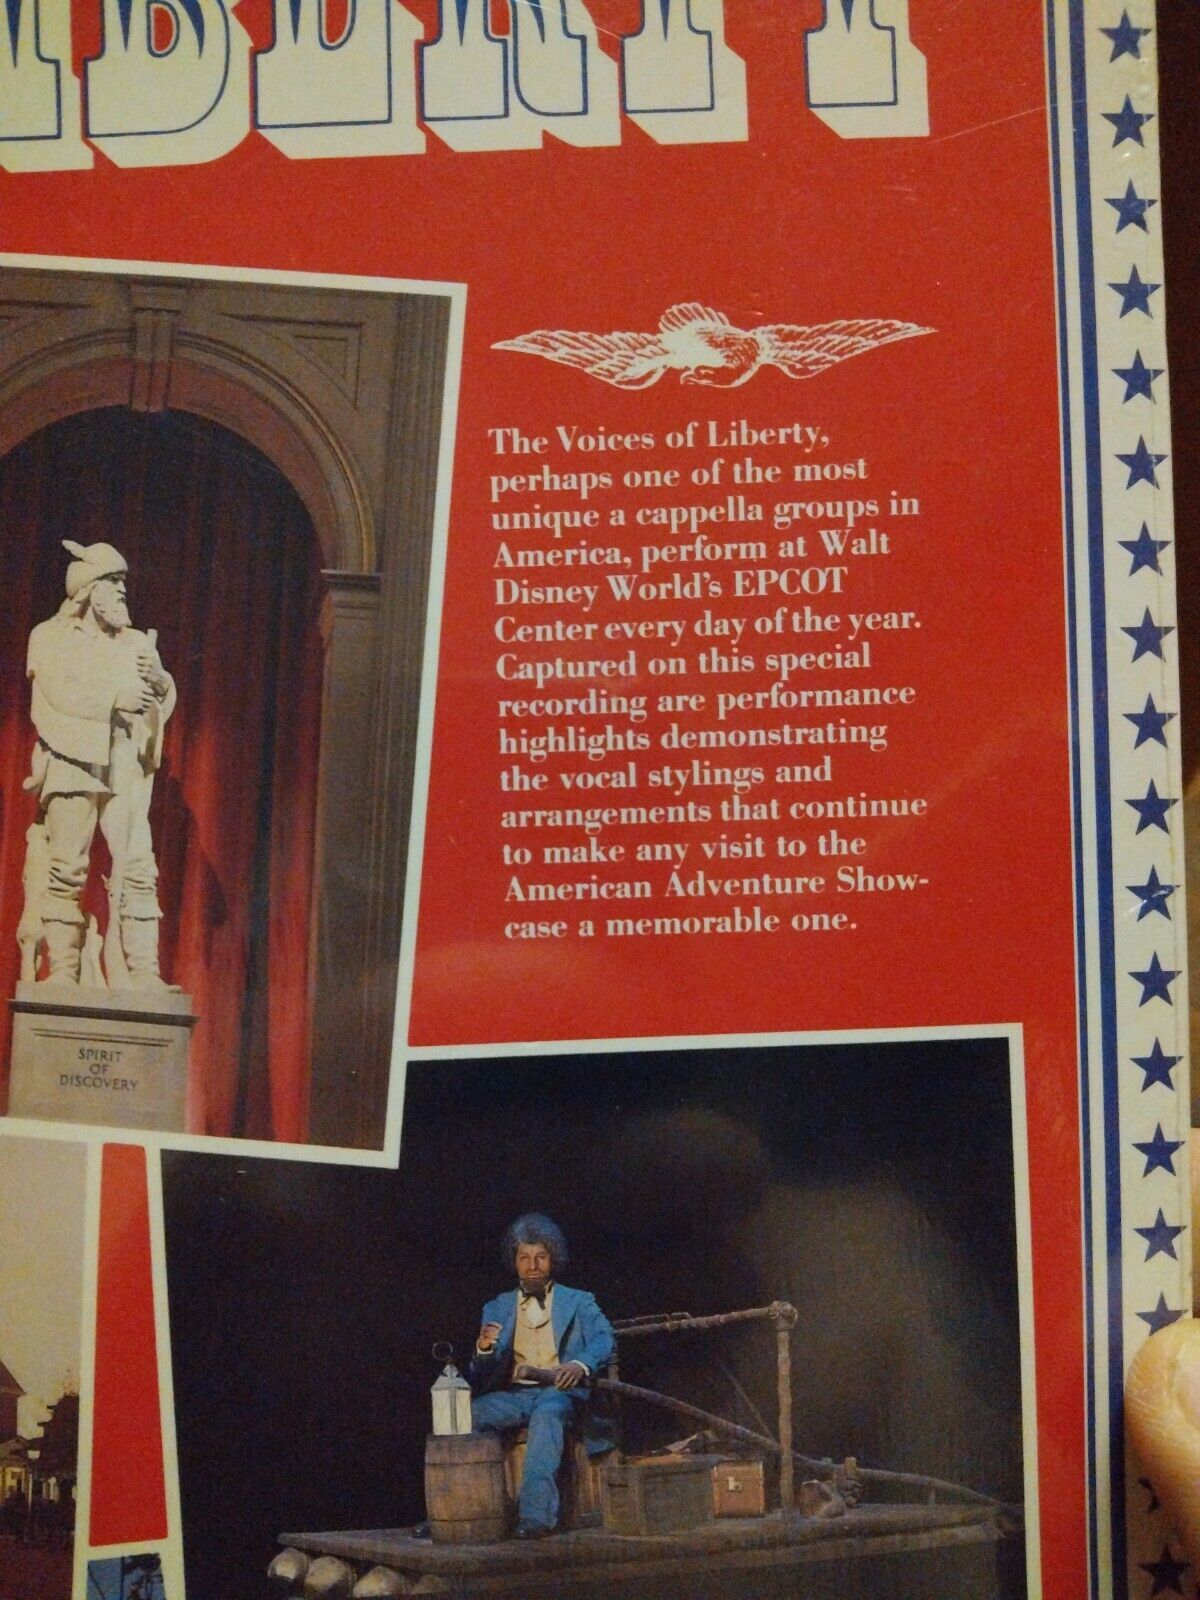 BERTY
The Voices of Liberty,
perhaps one of the most
unique a cappella groups in
America, perform at Walt
Disney World's EPCOT
Center every day of the year.
Captured on this special
recording are performance
highlights demonstrating
the vocal stylings and
arrangements that continue
to make any visit to the
American Adventure Show-
case a memorable one.
SPIRIT
OF
DISCOVERY